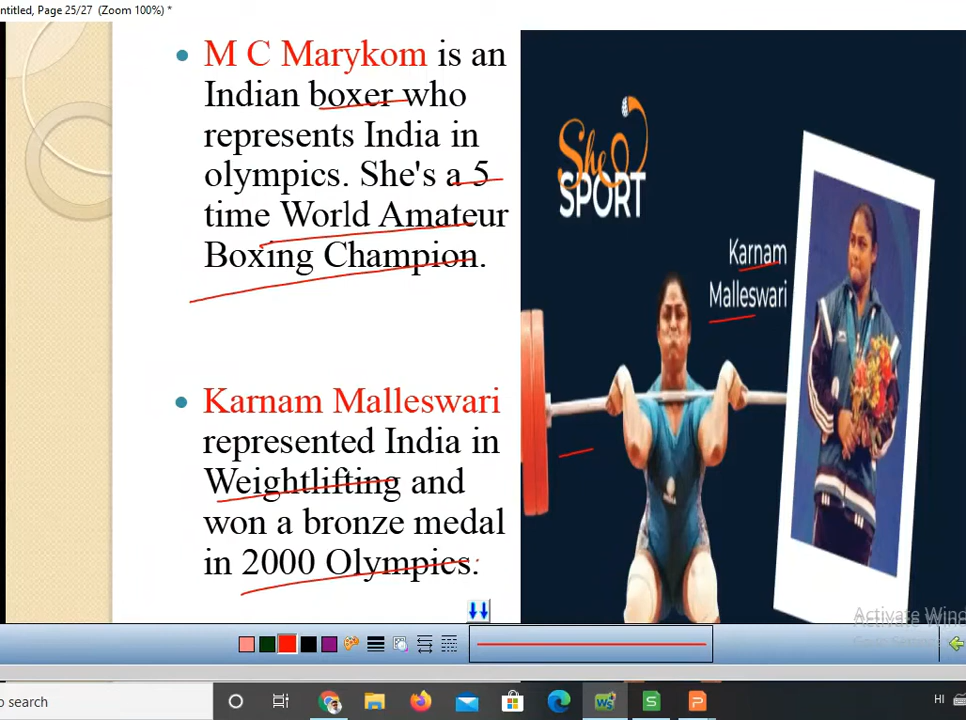 ntitled, Page 25/27 (Zoom 100%) *
M C Marykom is an
Indian boxer who
represents India in
olympics. She's a 5
time World Amateur
Boxing Champion.
Karnam Malleswari
represented India in
Weightlifting and
won a bronze medal
in 2000 Olympics.
She
SPORT
Karnam
Malleswari
Activate Wind
o search
HI